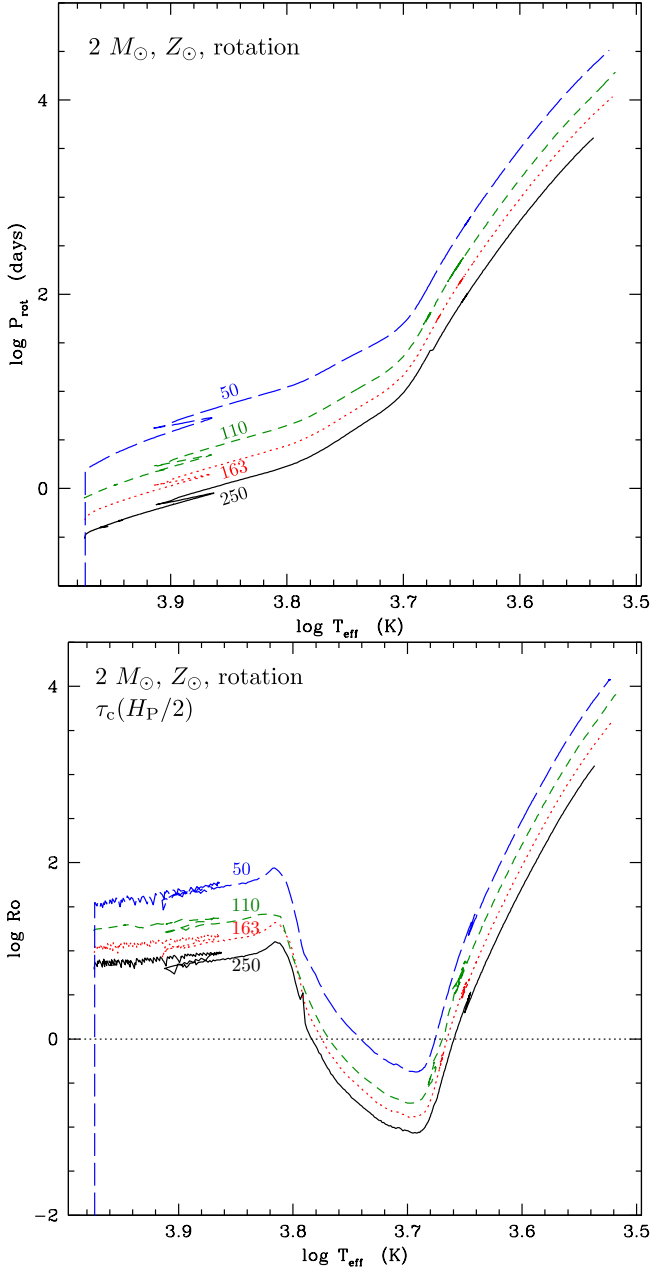 2 M⊙, Z⊙, rotation
4
2
0
log P_rot (days)
50
110
163
250
3.9 3.8 3.7 3.6 3.5
log T_eff (K)
2 M⊙, Z⊙, rotation
τ_c(H_P/2)
4
2
0
−2
log Ro
50
110
163
250
3.9 3.8 3.7 3.6 3.5
log T_eff (K)